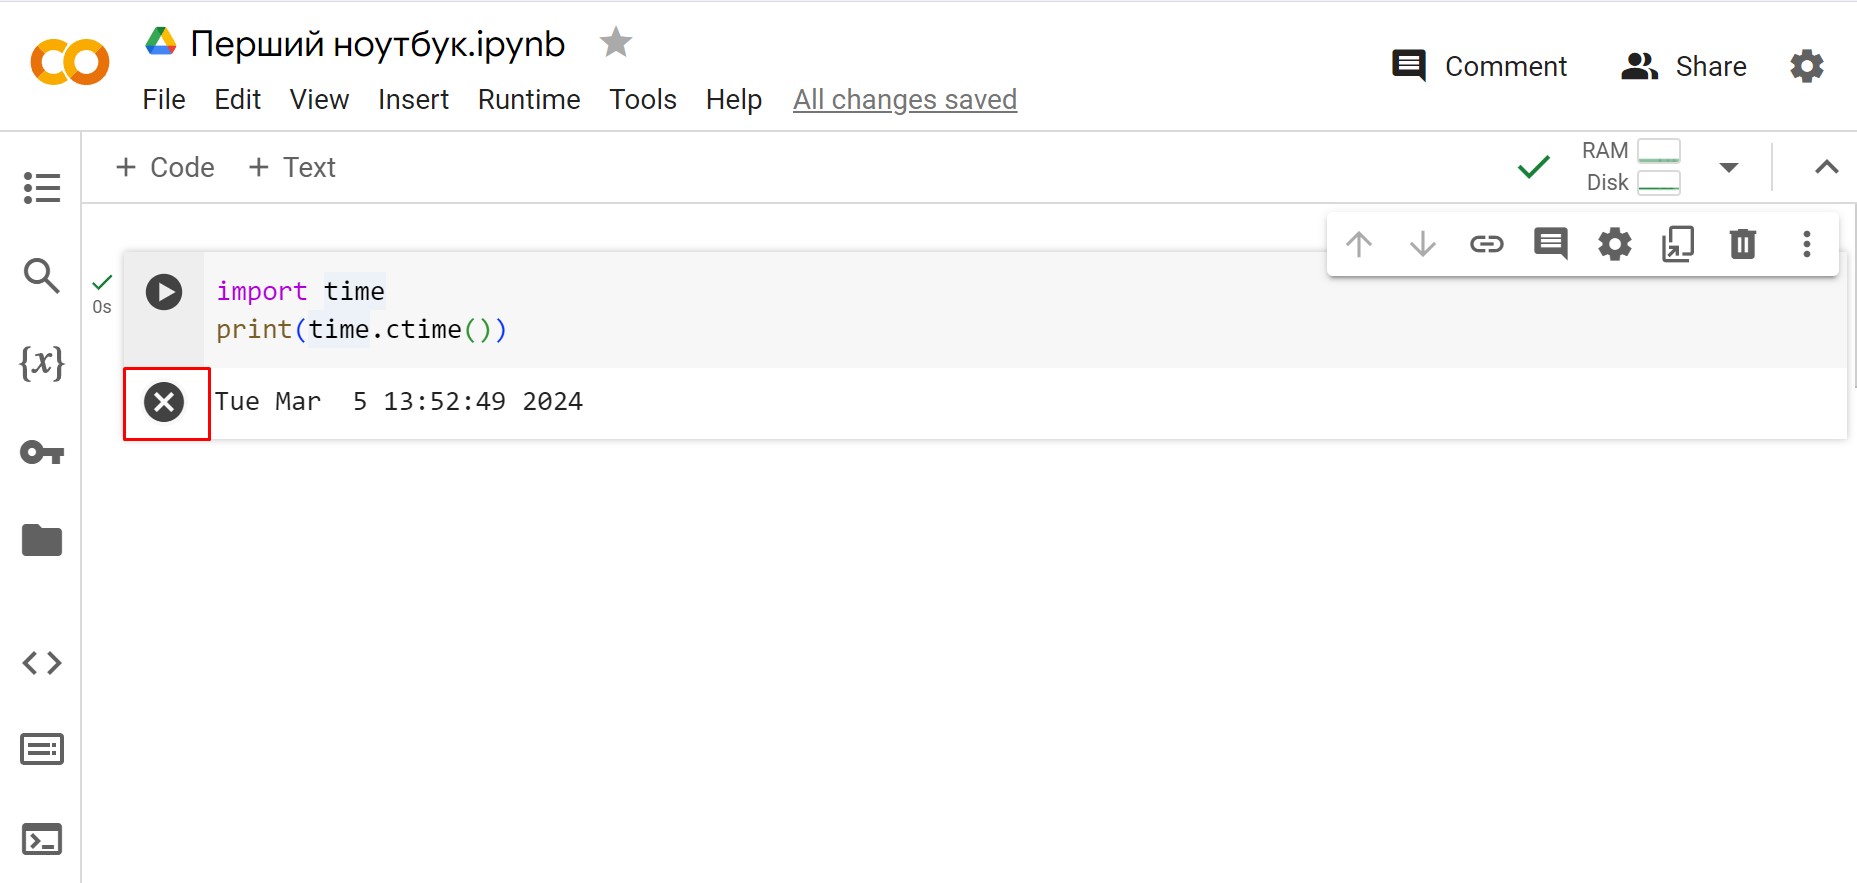 Перший ноутбук.ipynb
File Edit View Insert Runtime Tools Help All changes saved
Comment Share
+ Code + Text
RAM
Disk
{x}
0s
import time
print(time.ctime())
Tue Mar  5 13:52:49 2024